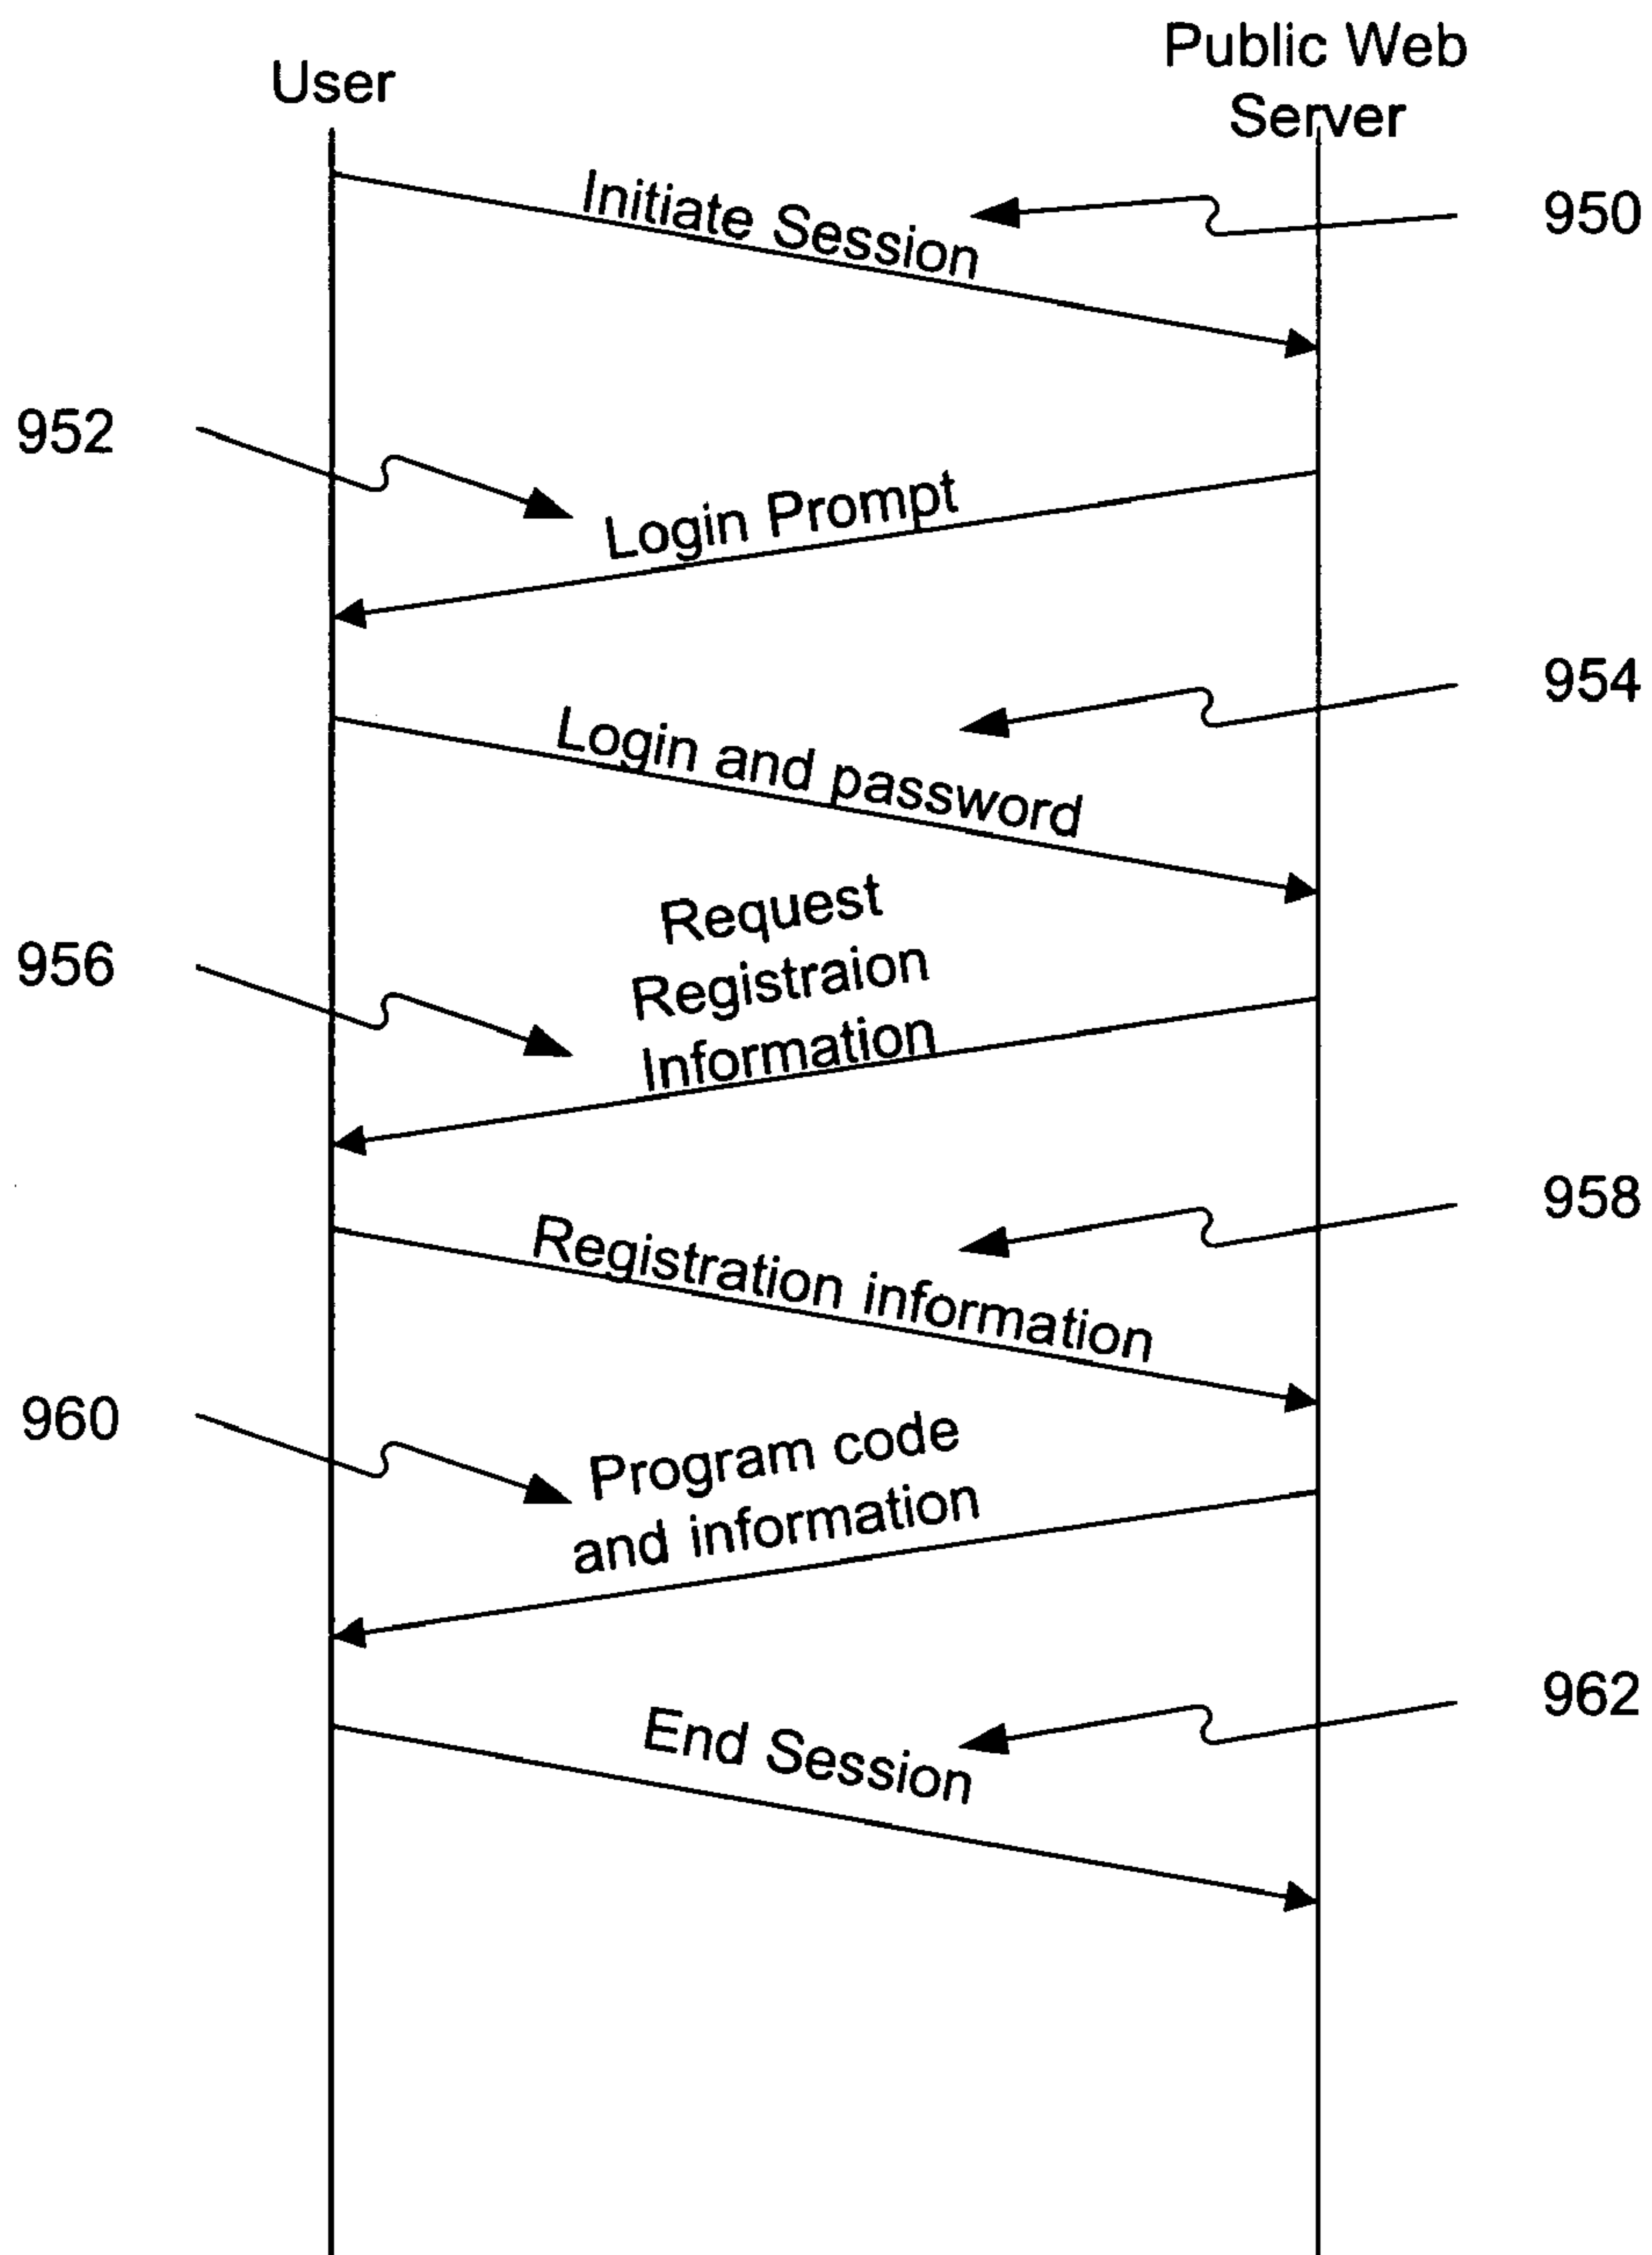 User
Public Web
Server
Initiate Session
950
952
Login Prompt
954
Login and password
956
Request
Registraion
Information
958
Registration information
960
Program code
and information
962
End Session